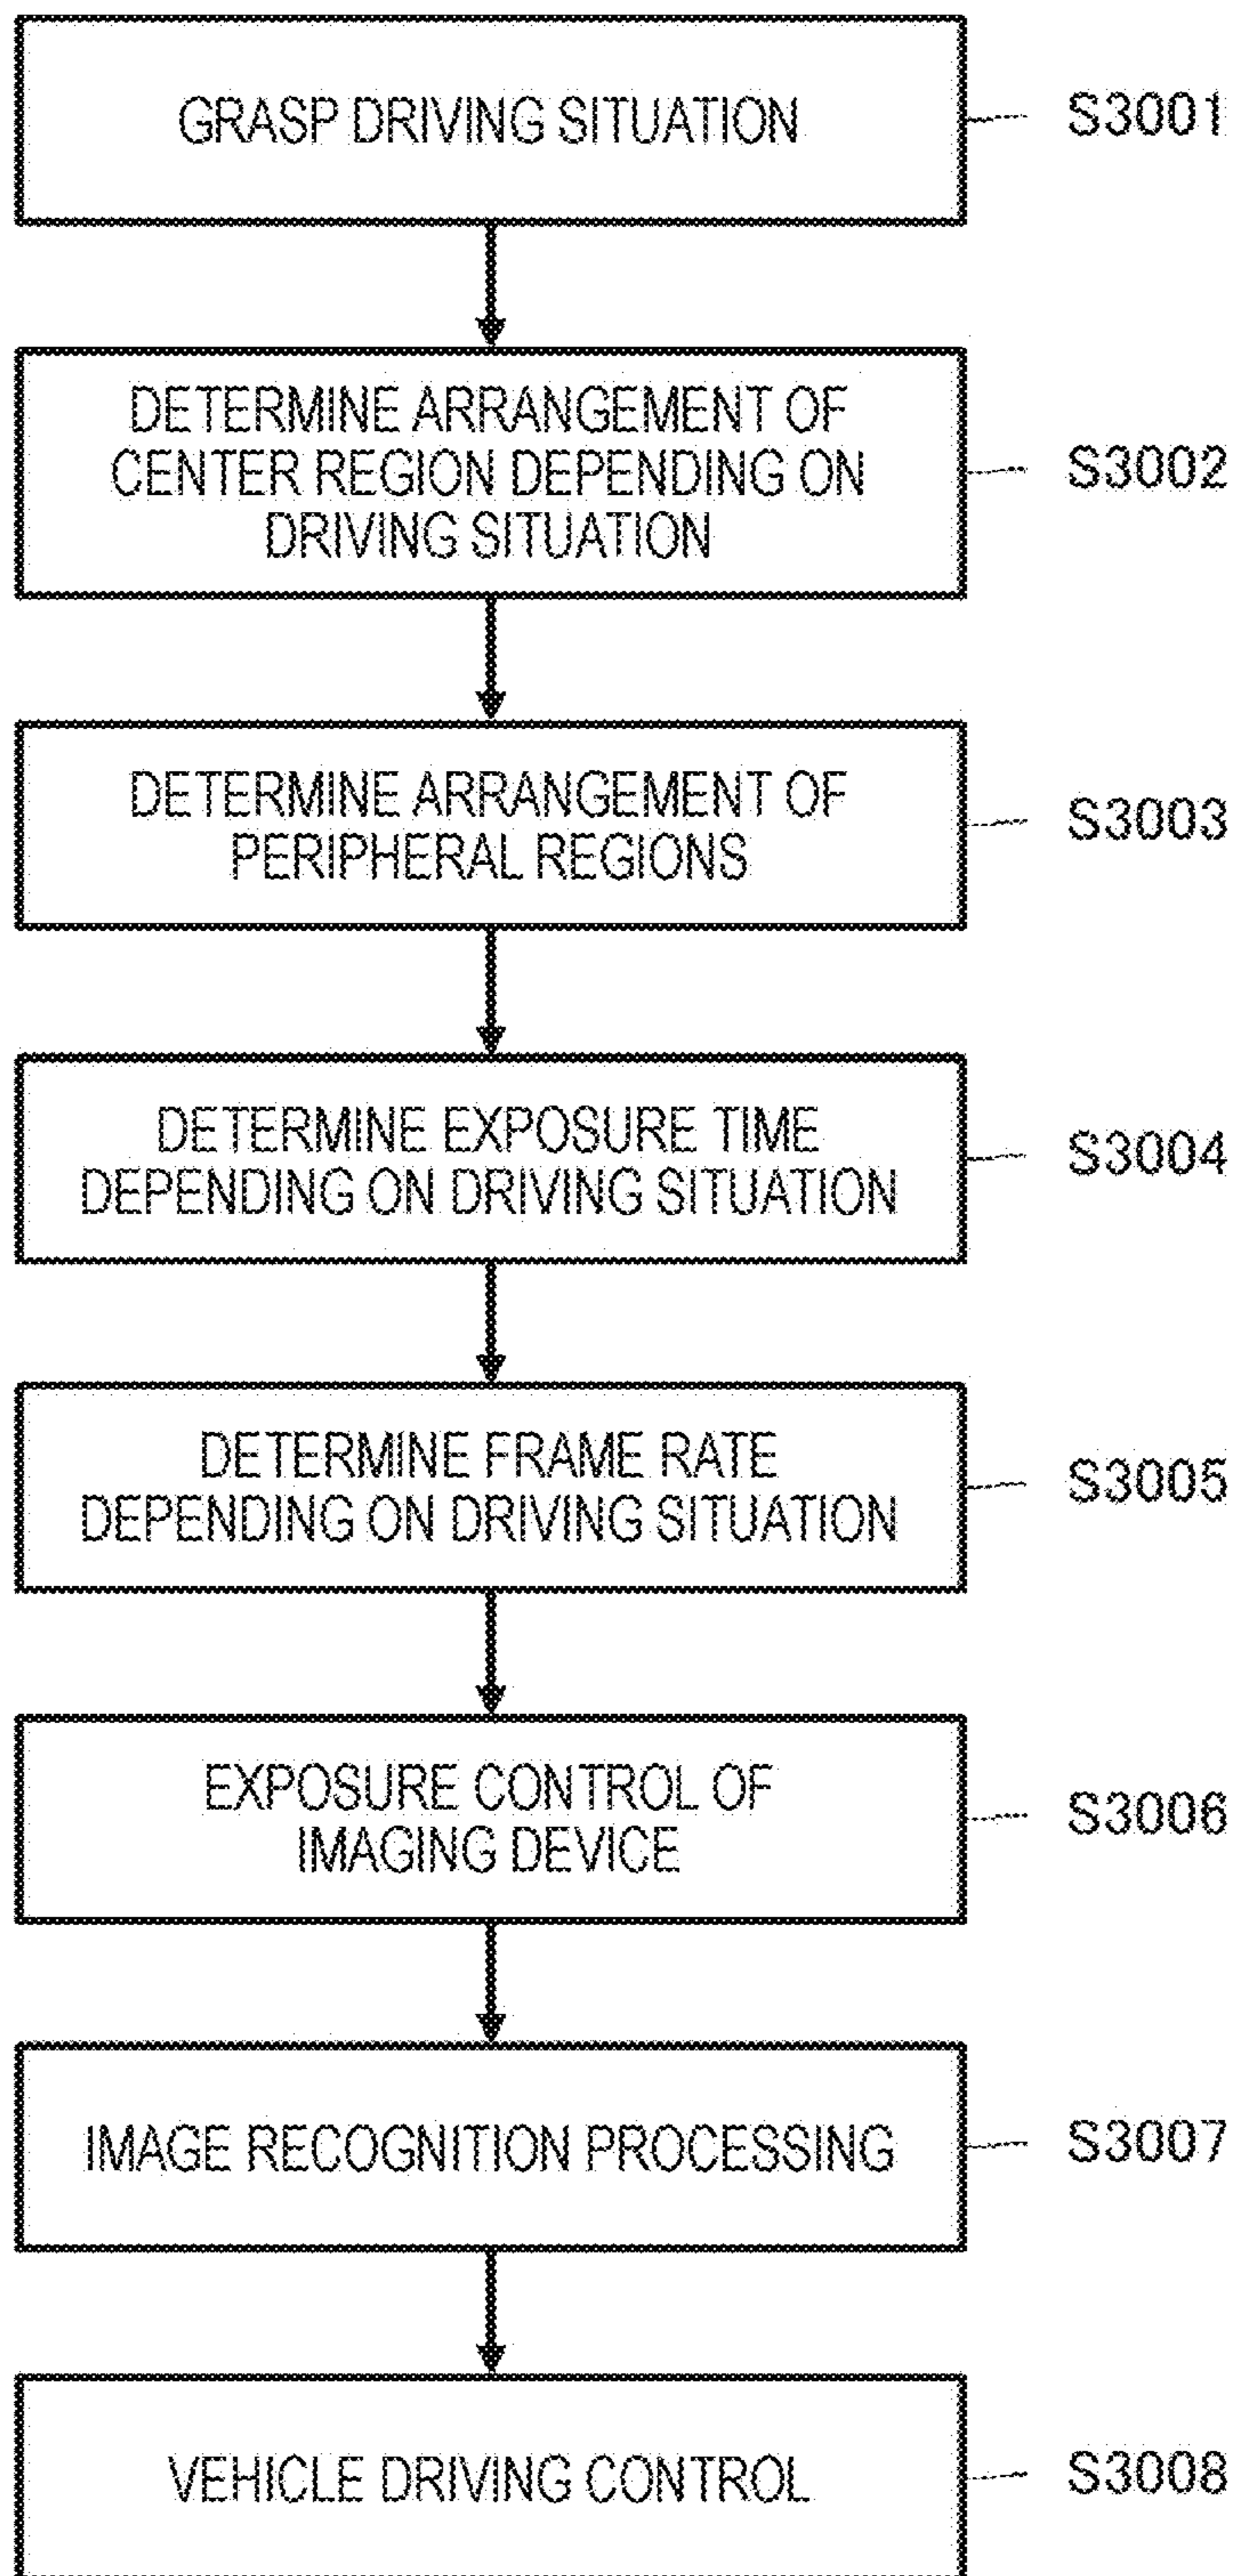 GRASP DRIVING SITUATION
S3001
DETERMINE ARRANGEMENT OF
CENTER REGION DEPENDING ON
DRIVING SITUATION
S3002
DETERMINE ARRANGEMENT OF
PERIPHERAL REGIONS
S3003
DETERMINE EXPOSURE TIME
DEPENDING ON DRIVING SITUATION
S3004
DETERMINE FRAME RATE
DEPENDING ON DRIVING SITUATION
S3005
EXPOSURE CONTROL OF
IMAGING DEVICE
S3006
IMAGE RECOGNITION PROCESSING
S3007
VEHICLE DRIVING CONTROL
S3008